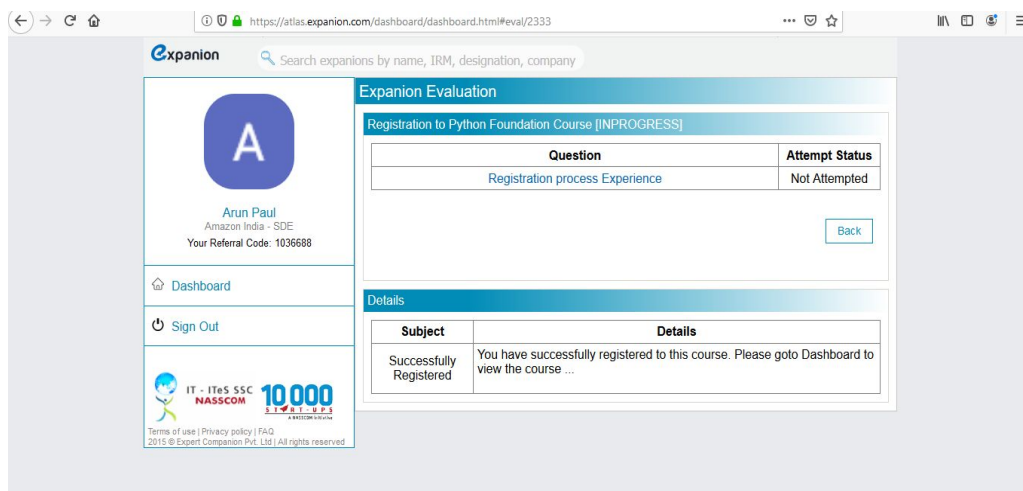 https://atlas.expanion.com/dashboard/dashboard.html#eval/2333
expanion
Search expanions by name, IRM, designation, company
A
Arun Paul
Amazon India - SDE
Your Referral Code: 1036688
Dashboard
Sign Out
IT - ITeS SSC
NASSCOM
10 000
START-UPS
A NASSCOM Initiative
Terms of use | Privacy policy | FAQ
2015 © Expert Companion Pvt. Ltd | All rights reserved
Expanion Evaluation
Registration to Python Foundation Course [INPROGRESS]
Question Attempt Status
Registration process Experience Not Attempted
Back
Details
Subject Details
Successfully Registered You have successfully registered to this course. Please goto Dashboard to
view the course ...